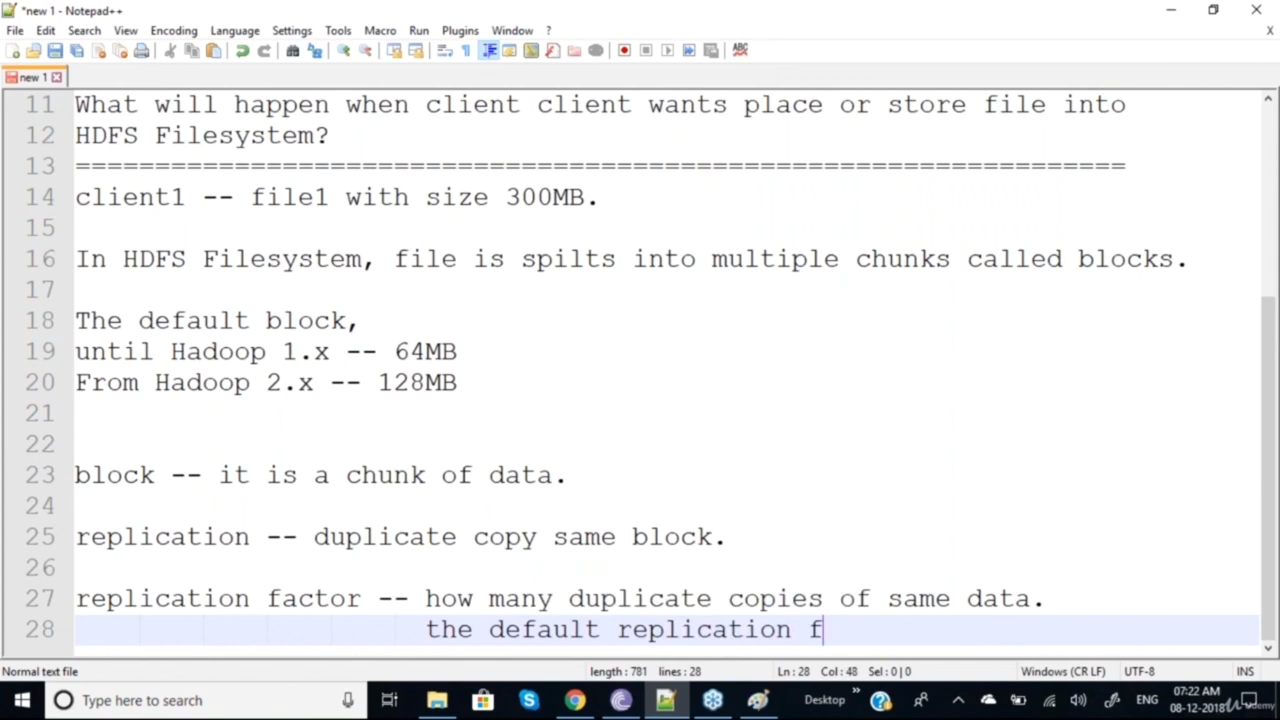 *new 1 - Notepad++
File Edit Search View Encoding Language Settings Tools Macro Run Plugins Window ? X
ABC
new 1
11 What will happen when client client wants place or store file into
12 HDFS Filesystem?
13 ==================================================================
14 client1 -- file1 with size 300MB.
15
16 In HDFS Filesystem, file is spilts into multiple chunks called blocks.
17
18 The default block,
19 until Hadoop 1.x -- 64MB
20 From Hadoop 2.x -- 128MB
21
22
23 block -- it is a chunk of data.
24
25 replication -- duplicate copy same block.
26
27 replication factor -- how many duplicate copies of same data.
28 the default replication f
Normal text file length : 781 lines : 28 Ln : 28 Col : 48 Sel : 0 | 0 Windows (CR LF) UTF-8 INS
Type here to search Desktop ENG 07:22 AM
08-12-2018
Udemy